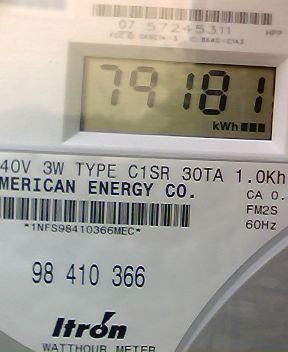 07 57245311
HPP
79181
kWh
40V 3W TYPE C1SR 30TA 1.0Kh
MERICAN ENERGY CO.
CA 0.
FM2S
60Hz
*1NFS98410366MEC*
98 410 366
Itron
WATTHOUR METER